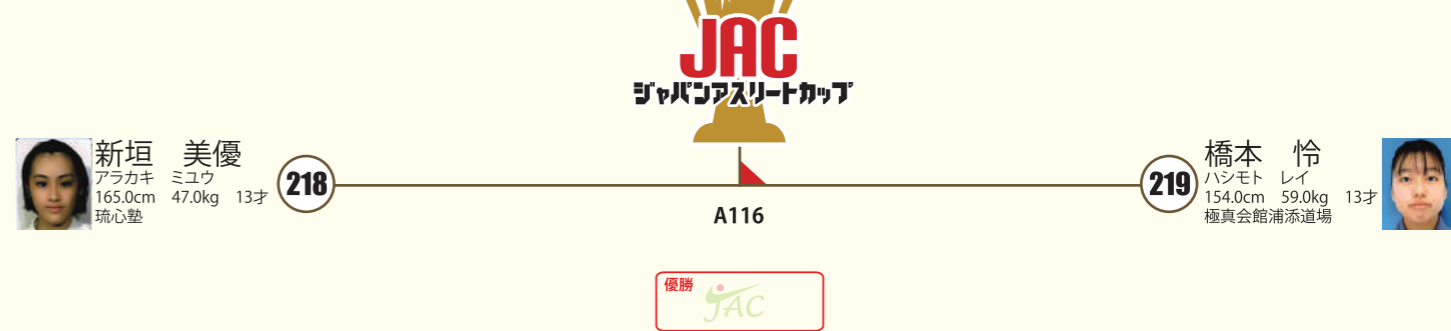 JAC
ジャパンアスリートカップ
新垣　美優
アラカキ　ミユウ
165.0cm　47.0kg　13才
琉心塾
218
A116
219
橋本　怜
ハシモト　レイ
154.0cm　59.0kg　13才
極真会館浦添道場
優勝
JAC